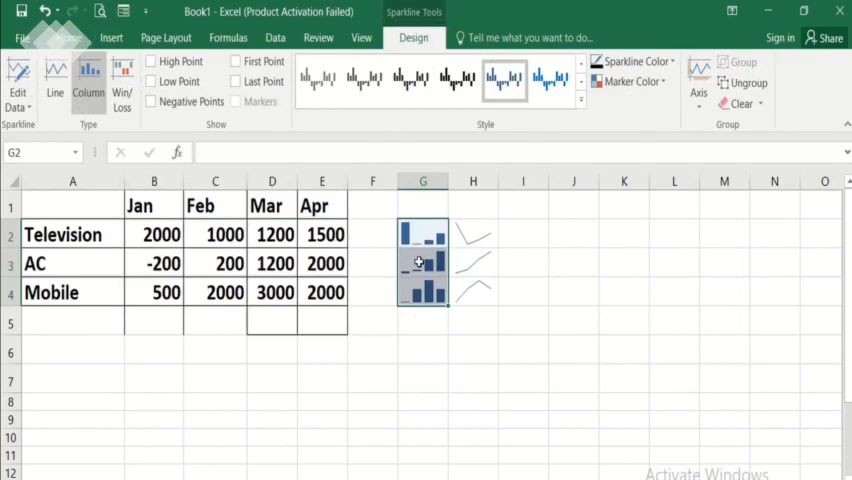 Book1 - Excel (Product Activation Failed)
Sparkline Tools
File Home Insert Page Layout Formulas Data Review View Design Tell me what you want to do... Sign in Share
Edit Data
Line
Column
Win/Loss
High Point
Low Point
Negative Points
First Point
Last Point
Markers
Sparkline Color
Marker Color
Axis
Group
Ungroup
Clear
Sparkline Type Show Style Group
G2 fx
A B C D E F G H I J K L M N O
1 Jan Feb Mar Apr
2 Television 2000 1000 1200 1500
3 AC -200 200 1200 2000
4 Mobile 500 2000 3000 2000
5
6
7
8
9
10
11
12
Activate Windows